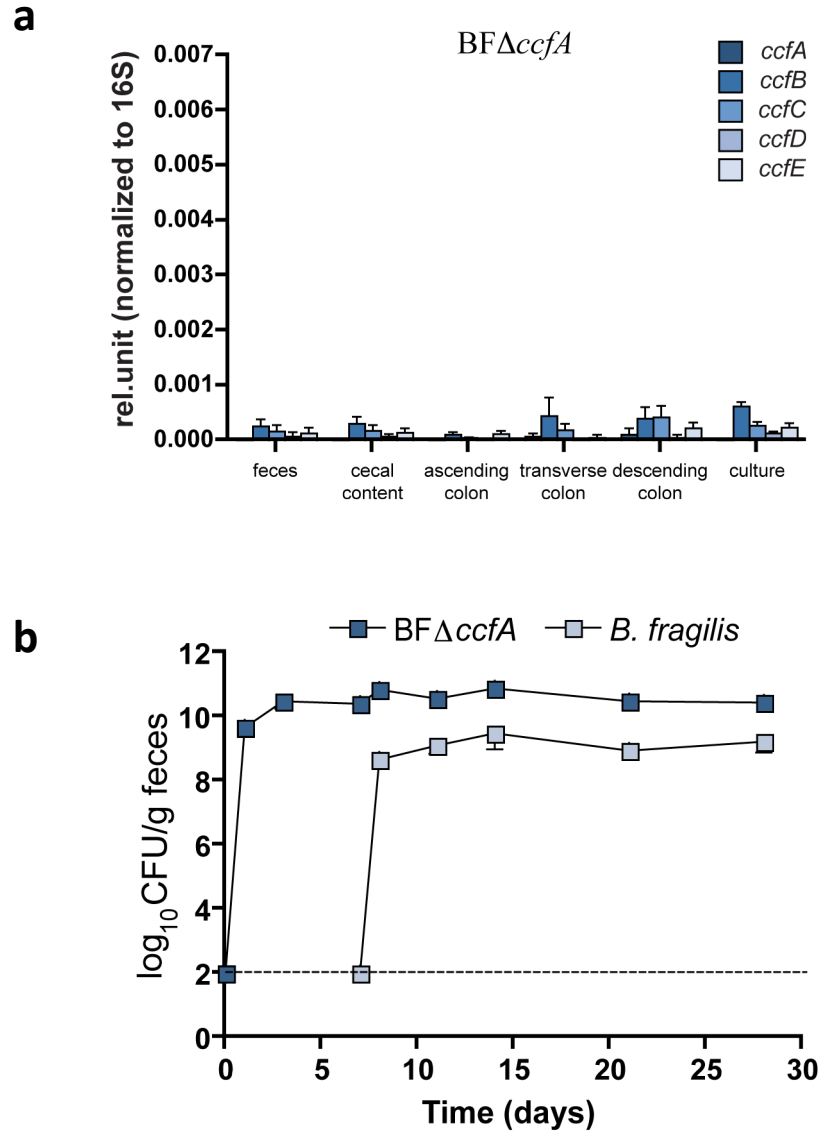 a
BFΔccfA
rel.unit (normalized to 16S)
0.007
0.006
0.005
0.004
0.003
0.002
0.001
0.000
ccfA
ccfB
ccfC
ccfD
ccfE
feces
cecal
content
ascending
colon
transverse
colon
descending
colon
culture
b
BFΔccfA
B. fragilis
log10CFU/g feces
12
10
8
6
4
2
0
0 5 10 15 20 25 30
Time (days)